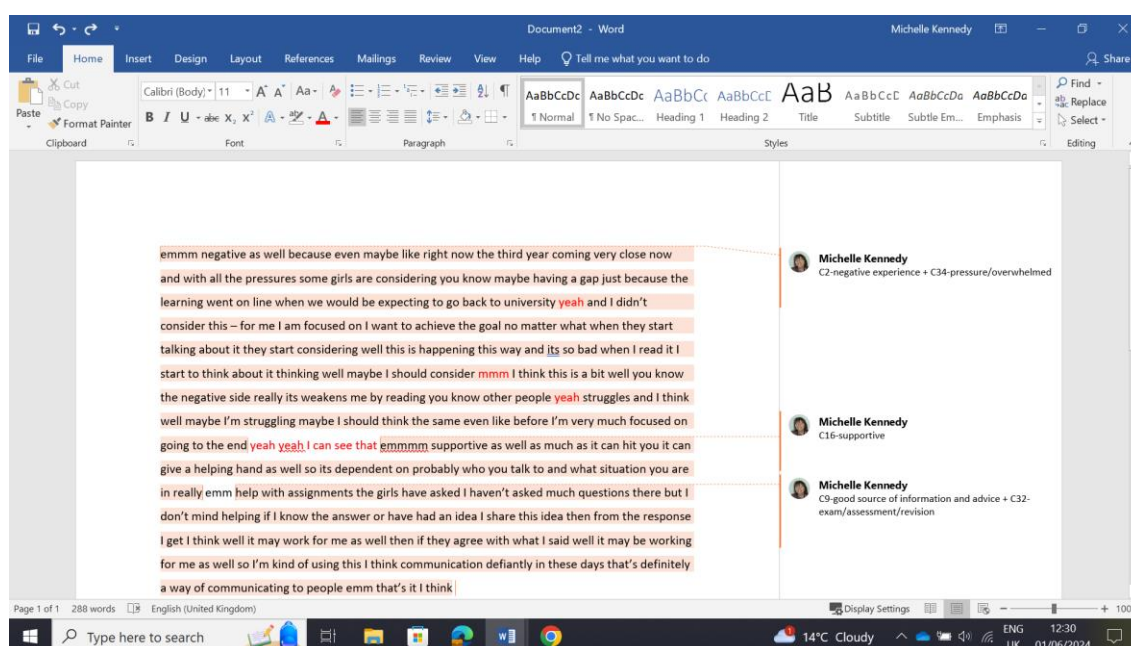 Document2 - Word
Michelle Kennedy
File Home Insert Design Layout References Mailings Review View Help Tell me what you want to do Share
Paste
Cut
Copy
Format Painter
Clipboard
Calibri (Body) 11 A A Aa
B I U abc X₂ X² A A
Font
Paragraph
AaBbCcDc AaBbCcDc AaBbCc AaBbCcE AaB AaBbCcD AaBbCcDa AaBbCcDa
¶ Normal ¶ No Spac... Heading 1 Heading 2 Title Subtitle Subtle Em... Emphasis
Styles
Find
Replace
Select
Editing
emmm negative as well because even maybe like right now the third year coming very close now
and with all the pressures some girls are considering you know maybe having a gap just because the
learning went on line when we would be expecting to go back to university yeah and I didn't
consider this – for me I am focused on I want to achieve the goal no matter what when they start
talking about it they start considering well this is happening this way and its so bad when I read it I
start to think about it thinking well maybe I should consider mmm I think this is a bit well you know
the negative side really its weakens me by reading you know other people yeah struggles and I think
well maybe I'm struggling maybe I should think the same even like before I'm very much focused on
going to the end yeah yeah I can see that emmmm supportive as well as much as it can hit you it can
give a helping hand as well so its dependent on probably who you talk to and what situation you are
in really emm help with assignments the girls have asked I haven't asked much questions there but I
don't mind helping if I know the answer or have had an idea I share this idea then from the response
I get I think well it may work for me as well then if they agree with what I said well it may be working
for me as well so I'm kind of using this I think communication defiantly in these days that's definitely
a way of communicating to people emm that's it I think
Michelle Kennedy
C2-negative experience + C34-pressure/overwhelmed
Michelle Kennedy
C16-supportive
Michelle Kennedy
C9-good source of information and advice + C32-
exam/assessment/revision
Page 1 of 1 288 words English (United Kingdom) Display Settings 100
Type here to search 14°C Cloudy ENG 12:30
UK 01/06/2024